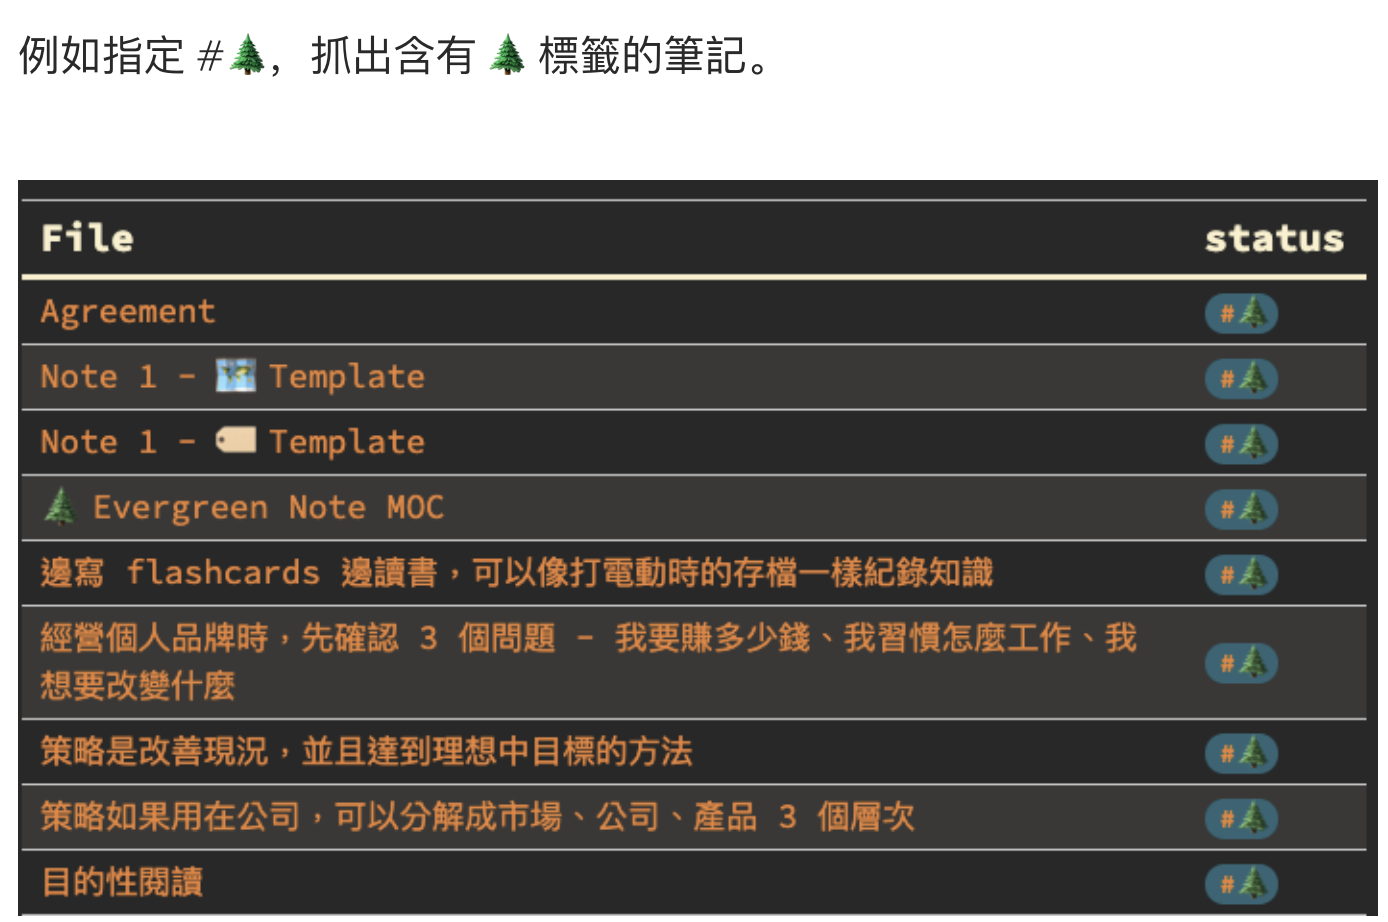 例如指定 #🌲，抓出含有 🌲 標籤的筆記。
File status
Agreement #🌲
Note 1 - 🗺️ Template #🌲
Note 1 - 🏷️ Template #🌲
🌲 Evergreen Note MOC #🌲
邊寫 flashcards 邊讀書，可以像打電動時的存檔一樣紀錄知識 #🌲
經營個人品牌時，先確認 3 個問題 - 我要賺多少錢、我習慣怎麼工作、我
想要改變什麼 #🌲
策略是改善現況，並且達到理想中目標的方法 #🌲
策略如果用在公司，可以分解成市場、公司、產品 3 個層次 #🌲
目的性閱讀 #🌲